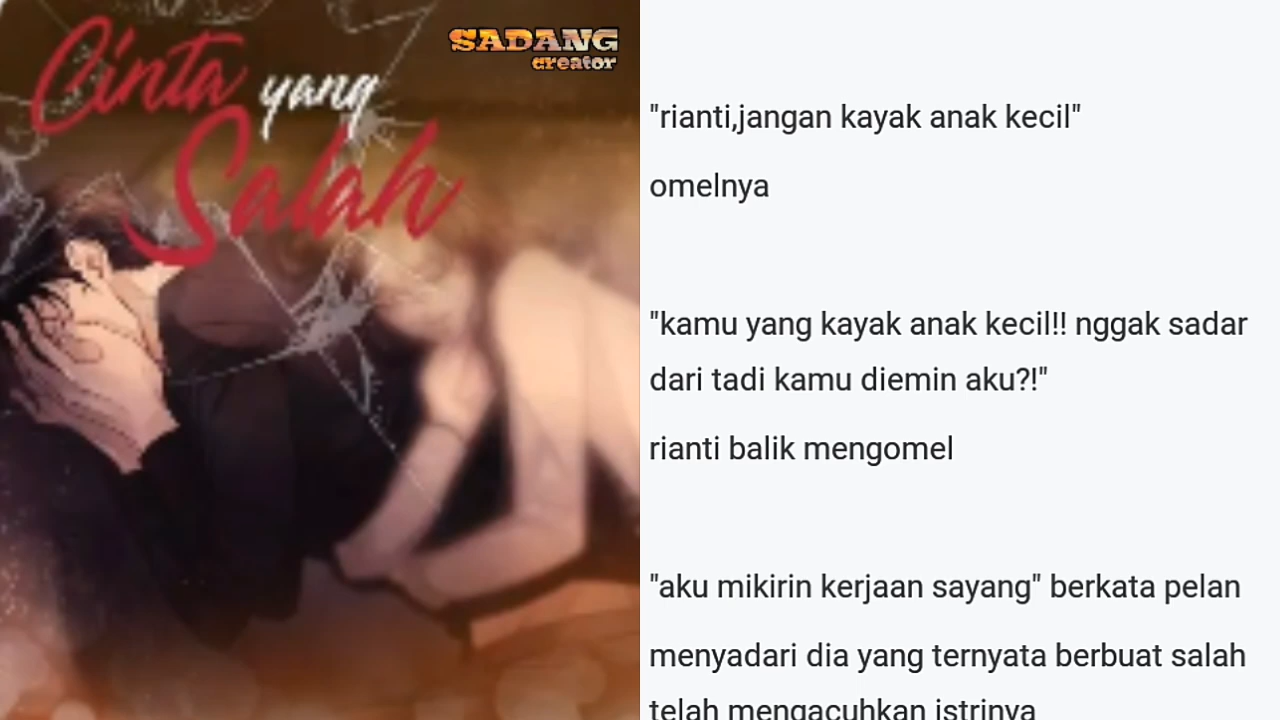 Cinta yang
Salah
SADANG
creator
"rianti,jangan kayak anak kecil"
omelnya
"kamu yang kayak anak kecil!! nggak sadar
dari tadi kamu diemin aku?!"
rianti balik mengomel
"aku mikirin kerjaan sayang" berkata pelan
menyadari dia yang ternyata berbuat salah
telah mengacuhkan istrinya